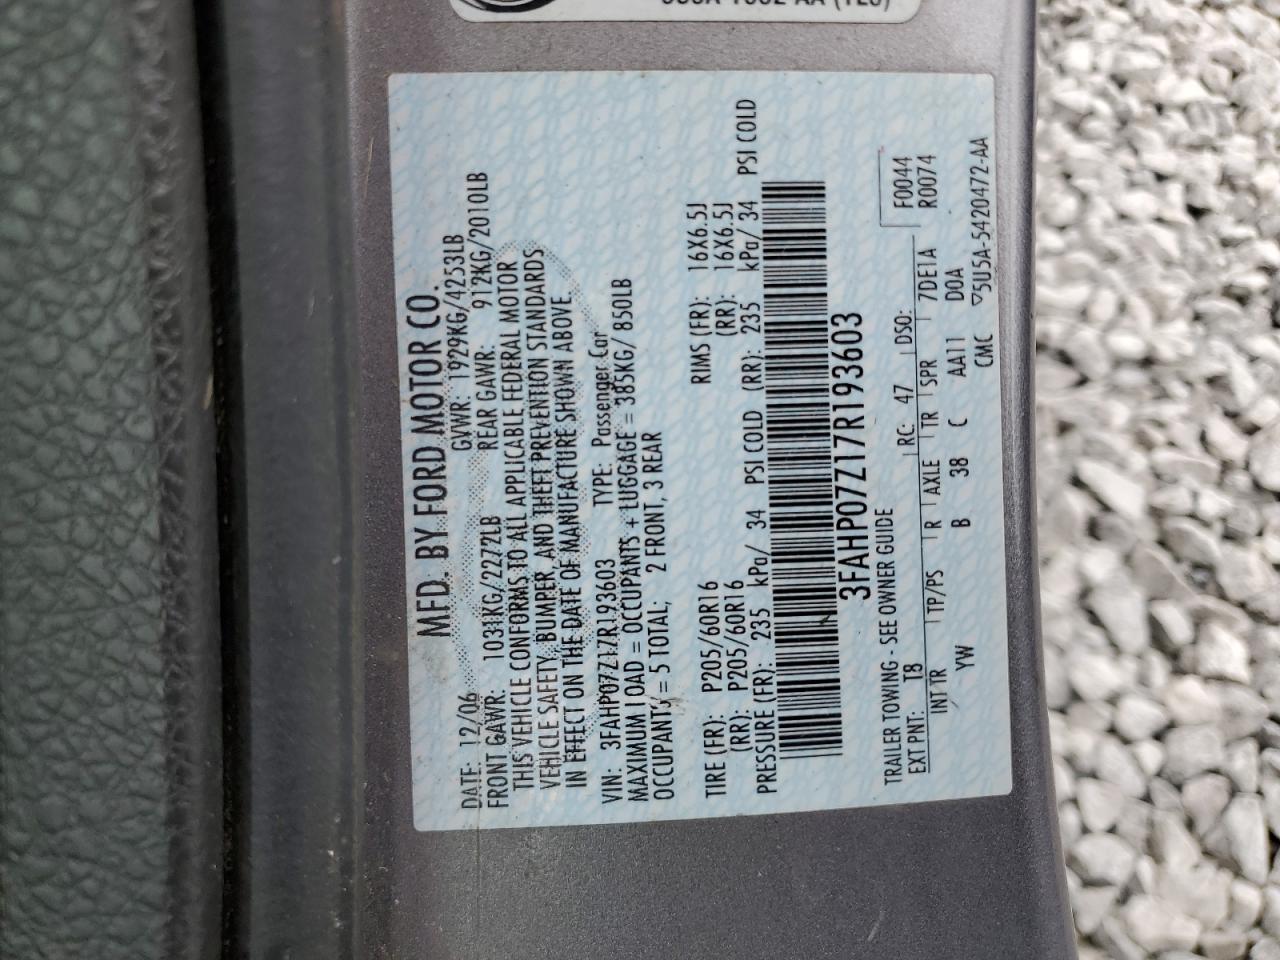 MFD. BY FORD MOTOR CO.
DATE: 12/06 GVWR: 1929KG/4253LB
FRONT GAWR: 1031KG/2272LB REAR GAWR: 912KG/2010LB
THIS VEHICLE CONFORMS TO ALL APPLICABLE FEDERAL MOTOR
VEHICLE SAFETY, BUMPER, AND THEFT PREVENTION STANDARDS
IN EFFECT ON THE DATE OF MANUFACTURE SHOWN ABOVE.
VIN: 3FAHP07Z17R193603 TYPE: Passenger Car
MAXIMUM LOAD = OCCUPANTS + LUGGAGE = 385KG/ 850LB
OCCUPANTS = 5 TOTAL; 2 FRONT, 3 REAR
TIRE (FR): P205/60R16 RIMS (FR): 16X6.5J
(RR): P205/60R16 (RR): 16X6.5J
PRESSURE (FR): 235 kPa/ 34 PSI COLD (RR): 235 kPa/ 34 PSI COLD
3FAHP07Z17R193603
TRAILER TOWING - SEE OWNER GUIDE F0044
EXT PNT: T8 RC: 47 DSO: R0074
INT TR TP/PS R AXLE TR SPR 7DE1A
YW B 38 C AA11 D0A
CMC ▽5U5A-5420472-AA